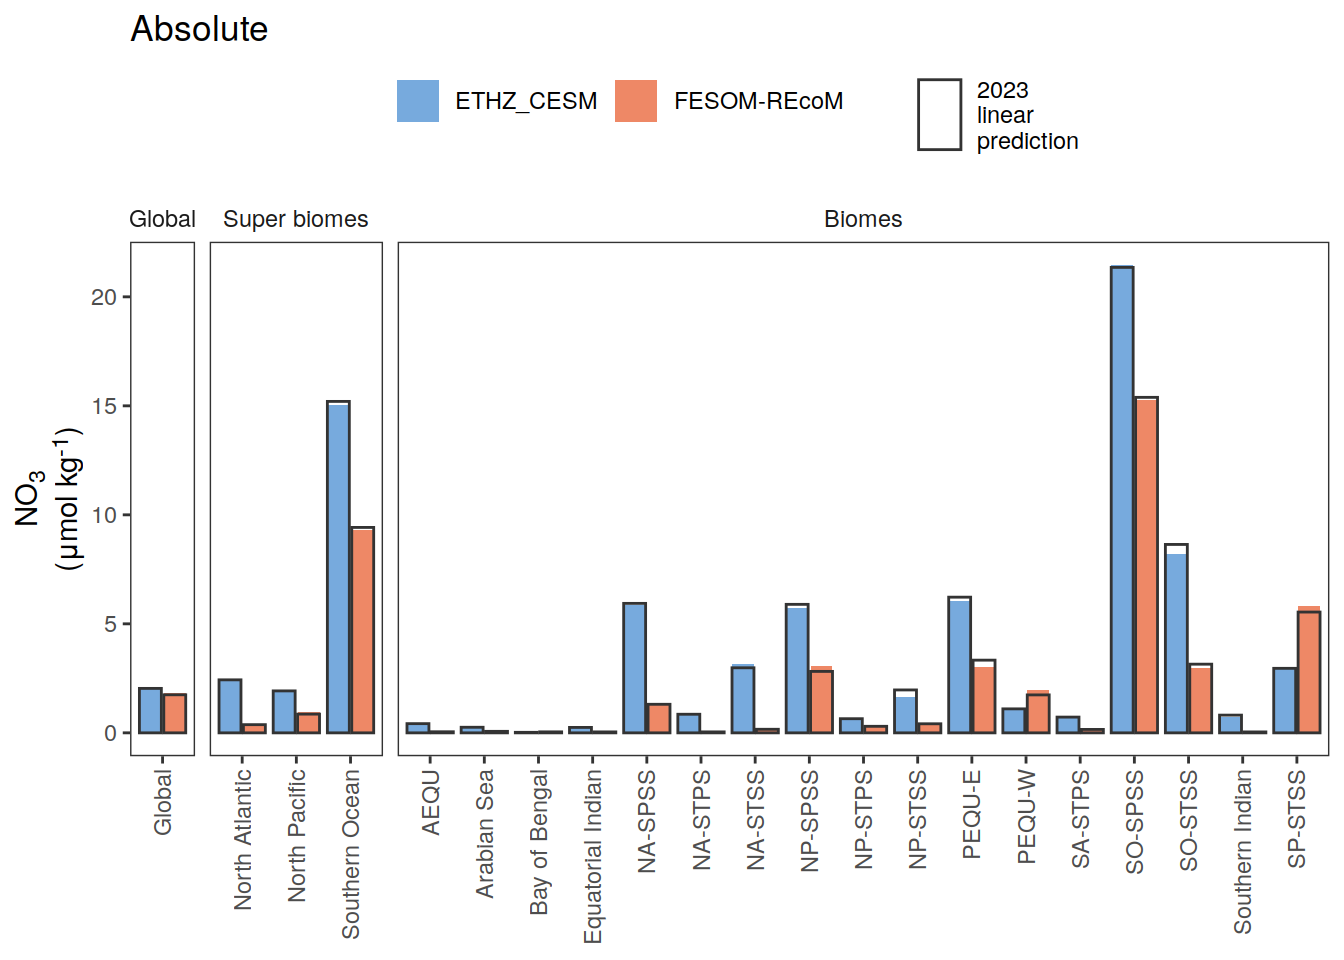 Absolute
ETHZ_CESM
FESOM-REcoM
2023
linear
prediction
Global
Super biomes
Biomes
NO3
(μmol kg-1)
20
15
10
5
0
Global
North Atlantic
North Pacific
Southern Ocean
AEQU
Arabian Sea
Bay of Bengal
Equatorial Indian
NA-SPSS
NA-STPS
NA-STSS
NP-SPSS
NP-STPS
NP-STSS
PEQU-E
PEQU-W
SA-STPS
SO-SPSS
SO-STSS
Southern Indian
SP-STSS